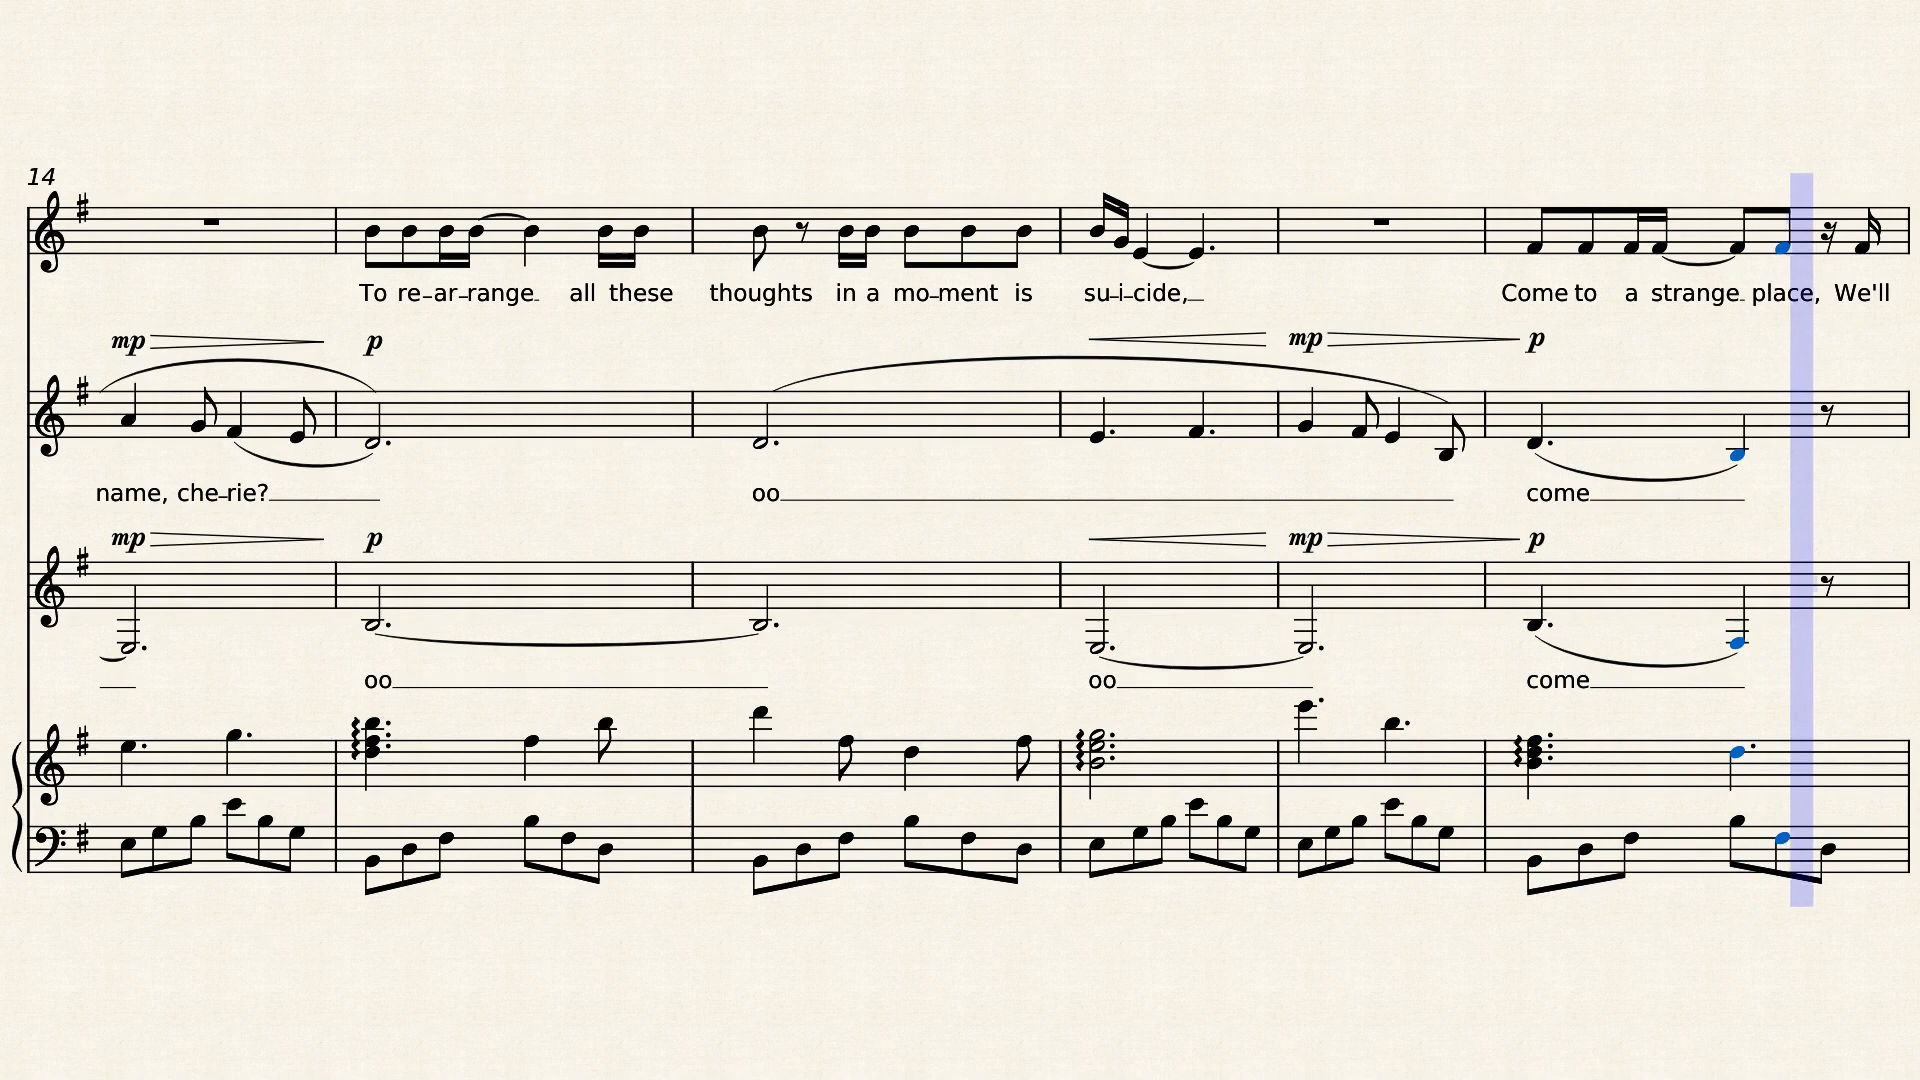 14
To re-ar-range all these thoughts in a mo-ment is su-i-cide, Come to a strange place, We'll
mp p mp p
name, che-rie? oo come
mp p mp p
oo oo come